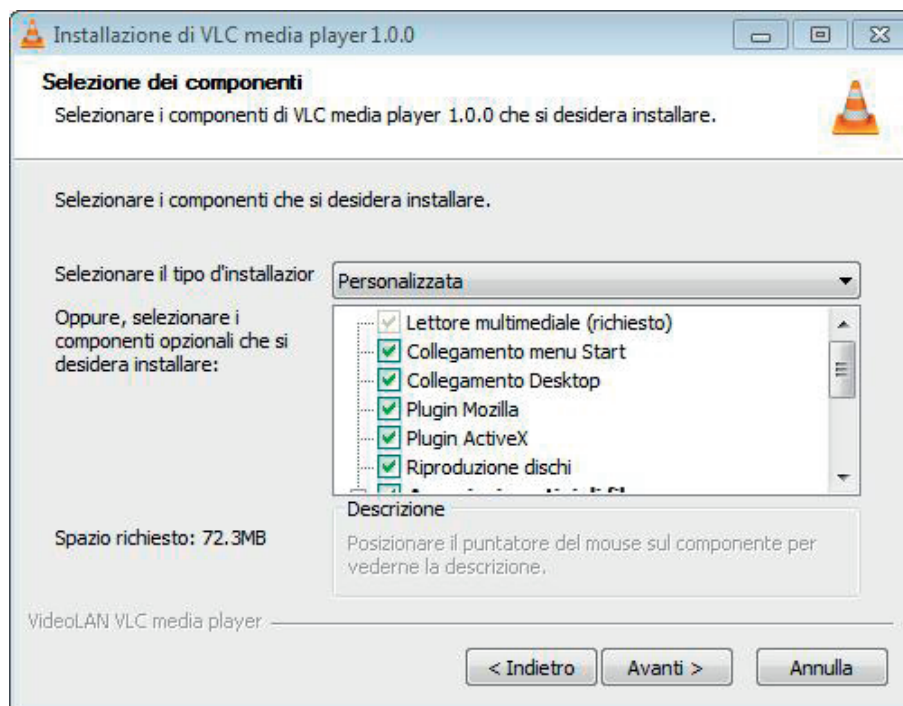 Installazione di VLC media player 1.0.0
Selezione dei componenti
Selezionare i componenti di VLC media player 1.0.0 che si desidera installare.
Selezionare i componenti che si desidera installare.
Selezionare il tipo d'installazior
Personalizzata
Oppure, selezionare i
componenti opzionali che si
desidera installare:
Lettore multimediale (richiesto)
Collegamento menu Start
Collegamento Desktop
Plugin Mozilla
Plugin ActiveX
Riproduzione dischi
Spazio richiesto: 72.3MB
Descrizione
Posizionare il puntatore del mouse sul componente per
vederne la descrizione.
VideoLAN VLC media player
< Indietro
Avanti >
Annulla